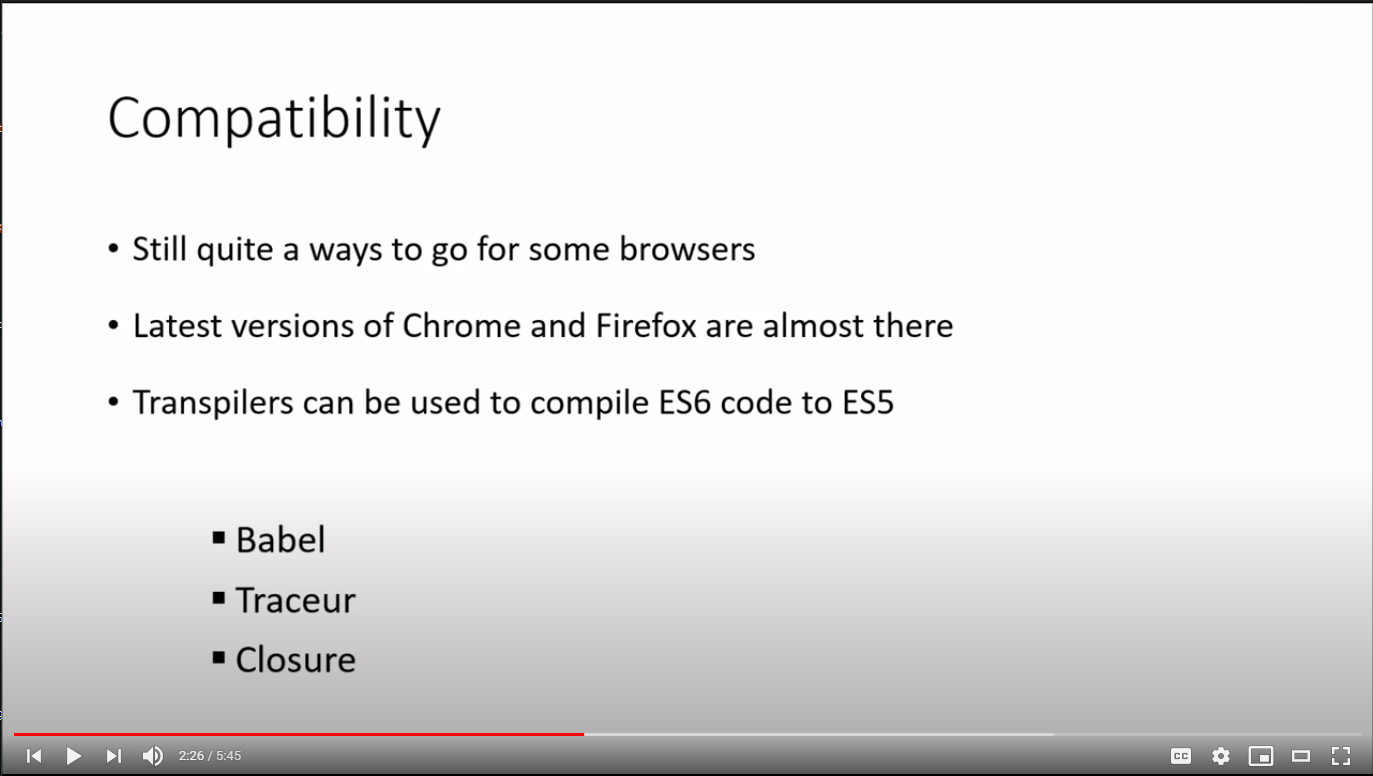 Compatibility
• Still quite a ways to go for some browsers
• Latest versions of Chrome and Firefox are almost there
• Transpilers can be used to compile ES6 code to ES5
▪ Babel
▪ Traceur
▪ Closure
2:26 / 5:45
CC